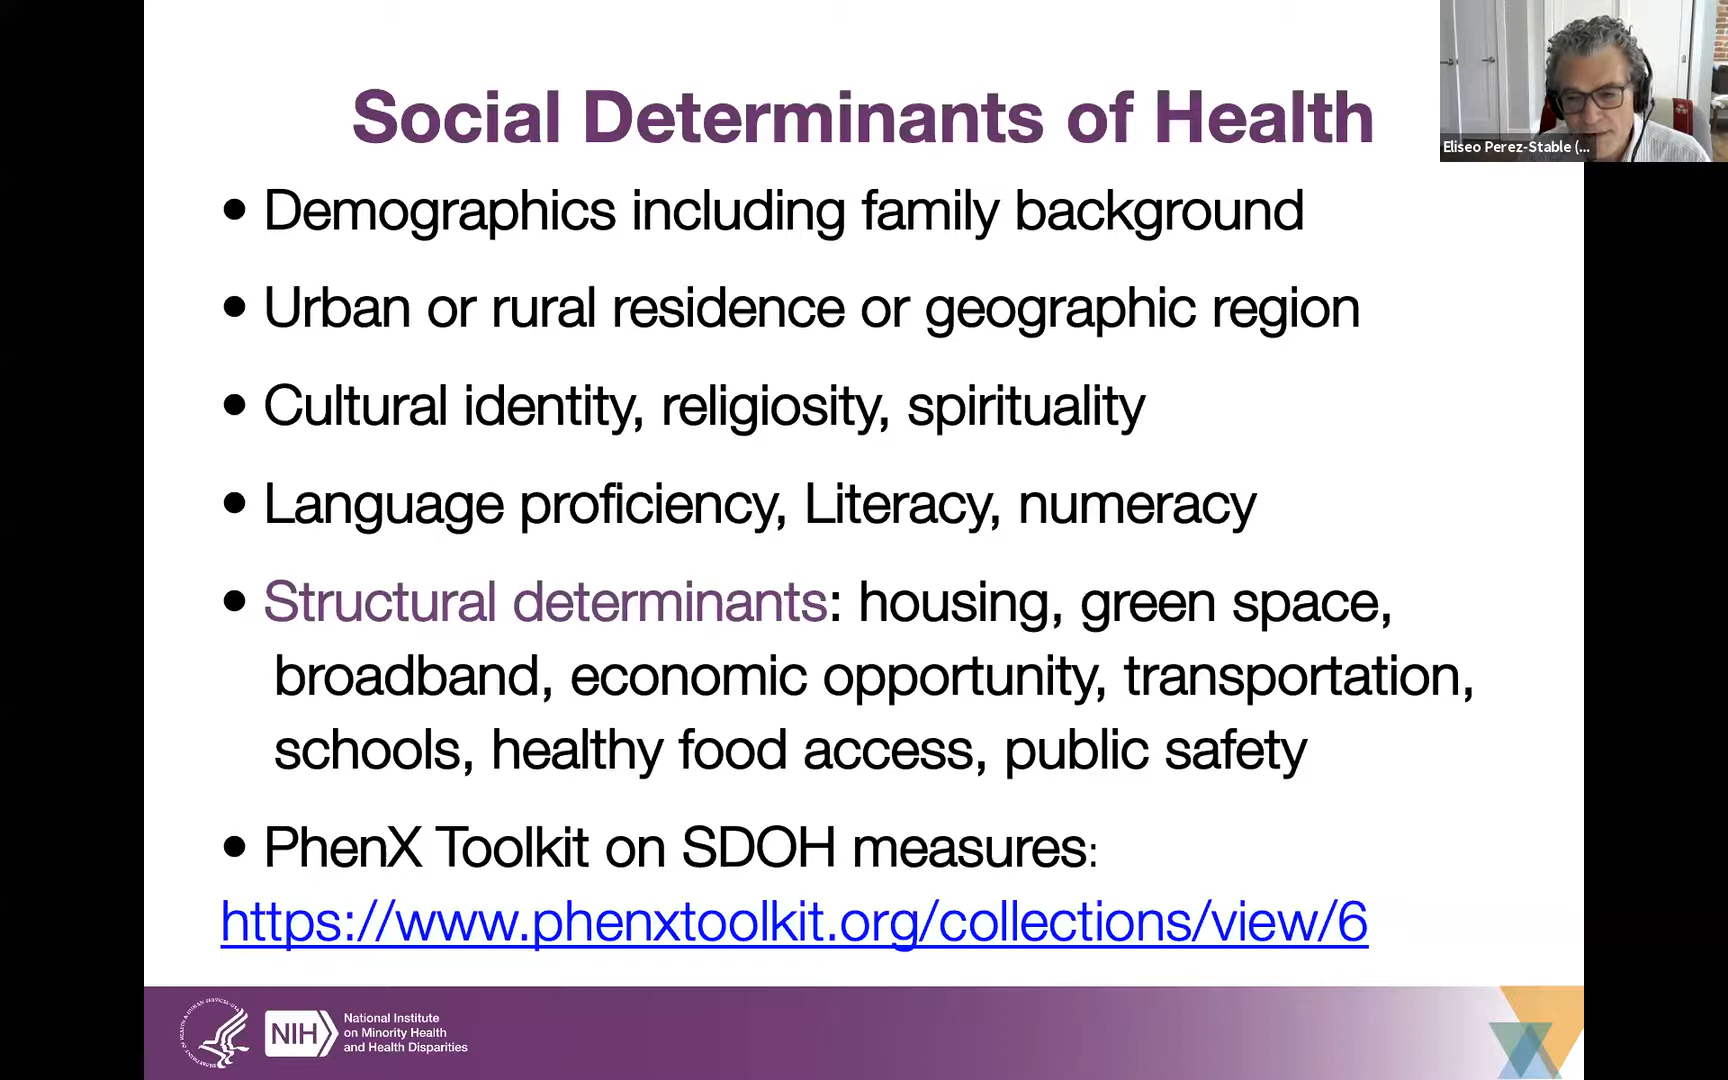 Social Determinants of Health
Eliseo Perez-Stable (...
• Demographics including family background
• Urban or rural residence or geographic region
• Cultural identity, religiosity, spirituality
• Language proficiency, Literacy, numeracy
• Structural determinants: housing, green space,
broadband, economic opportunity, transportation,
schools, healthy food access, public safety
• PhenX Toolkit on SDOH measures:
https://www.phenxtoolkit.org/collections/view/6
NIH
National Institute
on Minority Health
and Health Disparities